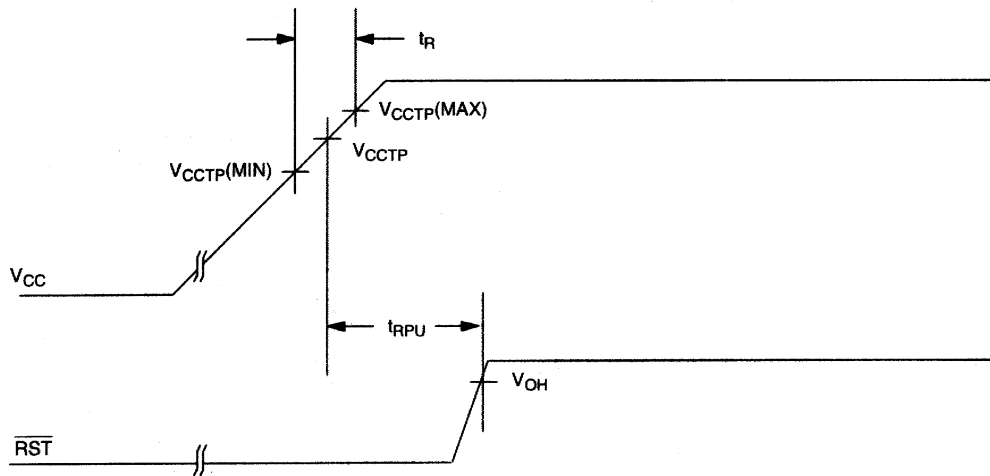 tR
VCCTP(MAX)
VCCTP
VCCTP(MIN)
VCC
tRPU
VOH
RST